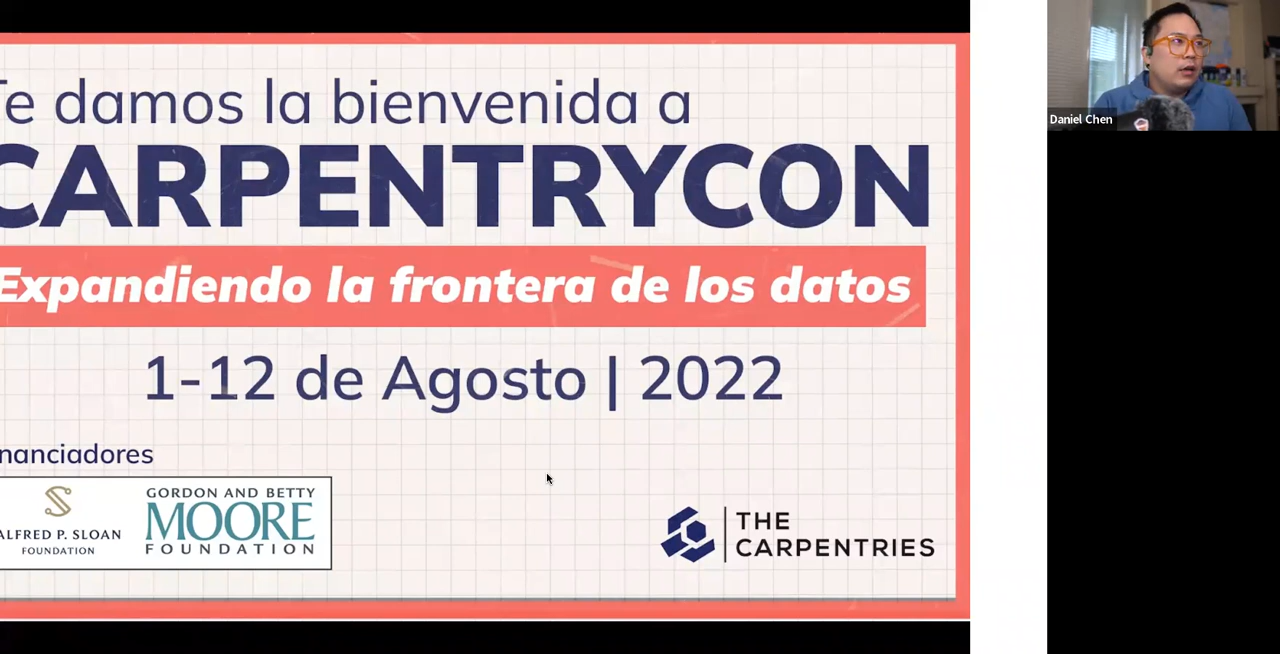 Te damos la bienvenida a
CARPENTRYCON
Expandiendo la frontera de los datos
1-12 de Agosto | 2022
nanciadores
ALFRED P. SLOAN
FOUNDATION
GORDON AND BETTY
MOORE
FOUNDATION
THE
CARPENTRIES
Daniel Chen